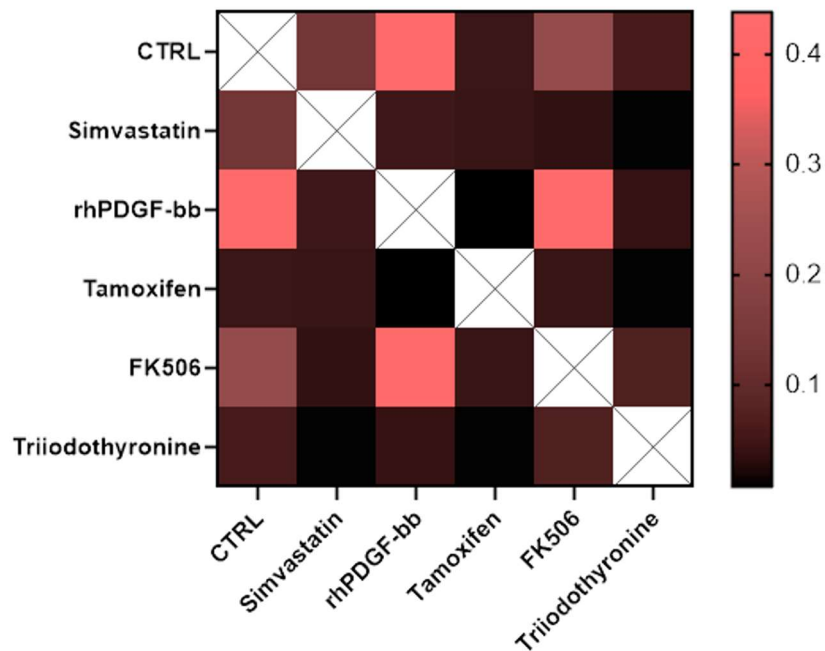 CTRL
Simvastatin
rhPDGF-bb
Tamoxifen
FK506
Triiodothyronine
0.4
0.3
0.2
0.1
CTRL
Simvastatin
rhPDGF-bb
Tamoxifen
FK506
Triiodothyronine